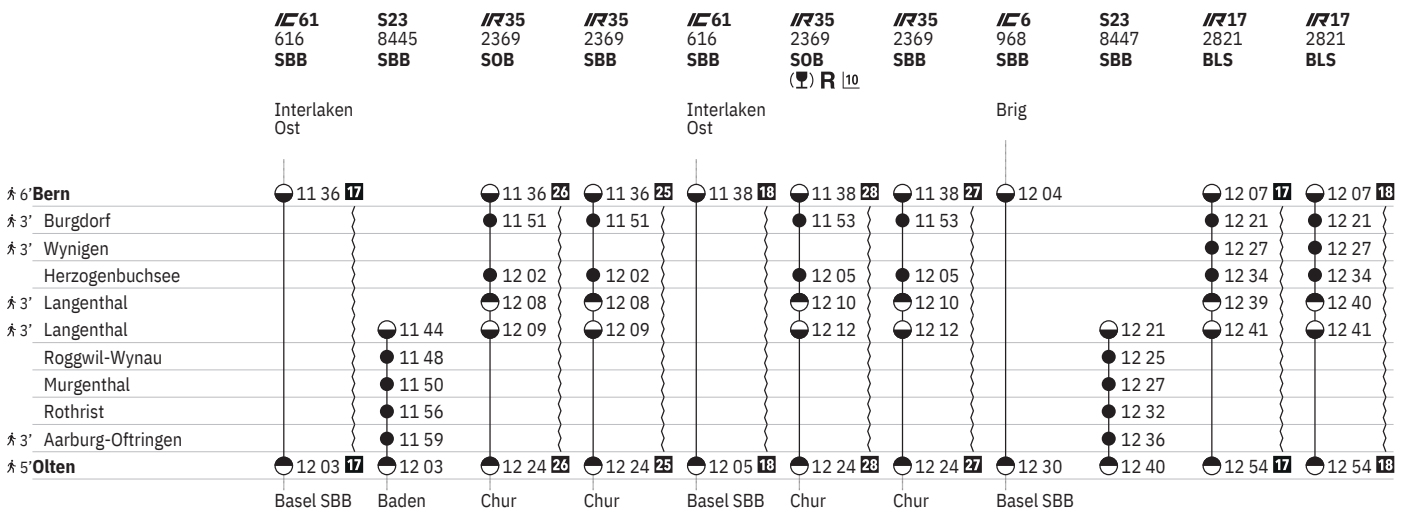 IC61 S23 IR35 IR35 IC61 IR35 IR35 IC6 S23 IR17 IR17
616 8445 2369 2369 616 2369 2369 968 8447 2821 2821
SBB SBB SOB SBB SBB SOB SBB SBB SBB BLS BLS
R 10
Interlaken Interlaken Brig
Ost Ost
6' Bern 11 36 17 11 36 26 11 36 25 11 38 18 11 38 28 11 38 27 12 04 12 07 17 12 07 18
3' Burgdorf 11 51 11 51 11 53 11 53 12 21 12 21
3' Wynigen 12 27 12 27
Herzogenbuchsee 12 02 12 02 12 05 12 05 12 34 12 34
3' Langenthal 12 08 12 08 12 10 12 10 12 39 12 40
3' Langenthal 11 44 12 09 12 09 12 12 12 12 12 21 12 41 12 41
Roggwil-Wynau 11 48 12 25
Murgenthal 11 50 12 27
Rothrist 11 56 12 32
3' Aarburg-Oftringen 11 59 12 36
5' Olten 12 03 17 12 03 12 24 26 12 24 25 12 05 18 12 24 28 12 24 27 12 30 12 40 12 54 17 12 54 18
Basel SBB Baden Chur Chur Basel SBB Chur Chur Basel SBB